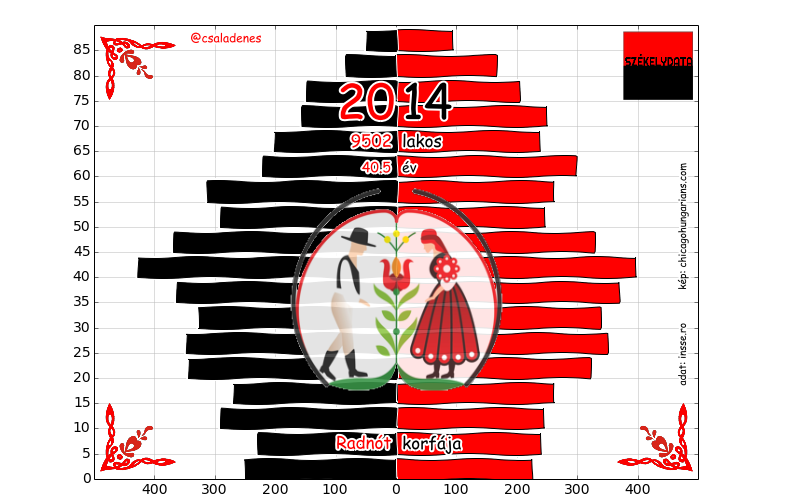 @csaladenes
SZÉKELYDATA
2014
9502 lakos
40.5 év
kép: chicagohungarians.com
adat: insse.ro
Radnót korfája
85
80
75
70
65
60
55
50
45
40
35
30
25
20
15
10
5
0
400 300 200 100 0 100 200 300 400